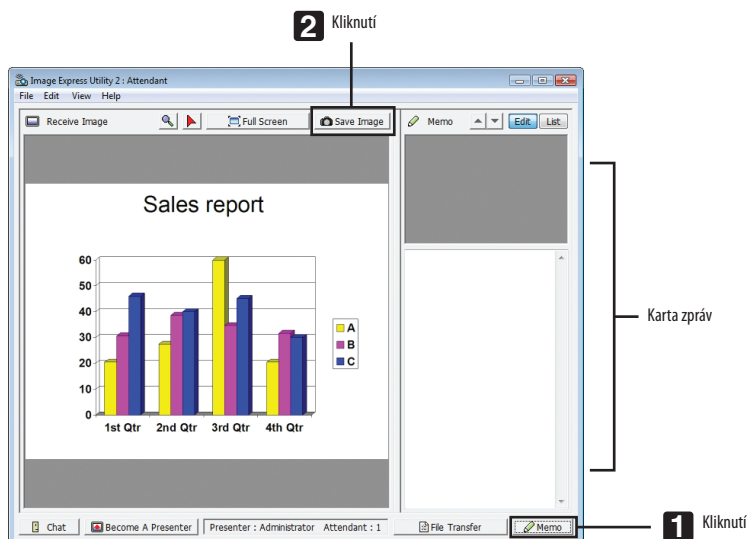 2 Kliknutí
Image Express Utility 2 : Attendant
File Edit View Help
Receive Image Full Screen Save Image Memo Edit List
Sales report
60
50
40
30
20
10
0
1st Qtr 2nd Qtr 3rd Qtr 4th Qtr
A
B
C
Karta zpráv
Chat Become A Presenter Presenter : Administrator Attendant : 1 File Transfer Memo
1 Kliknutí